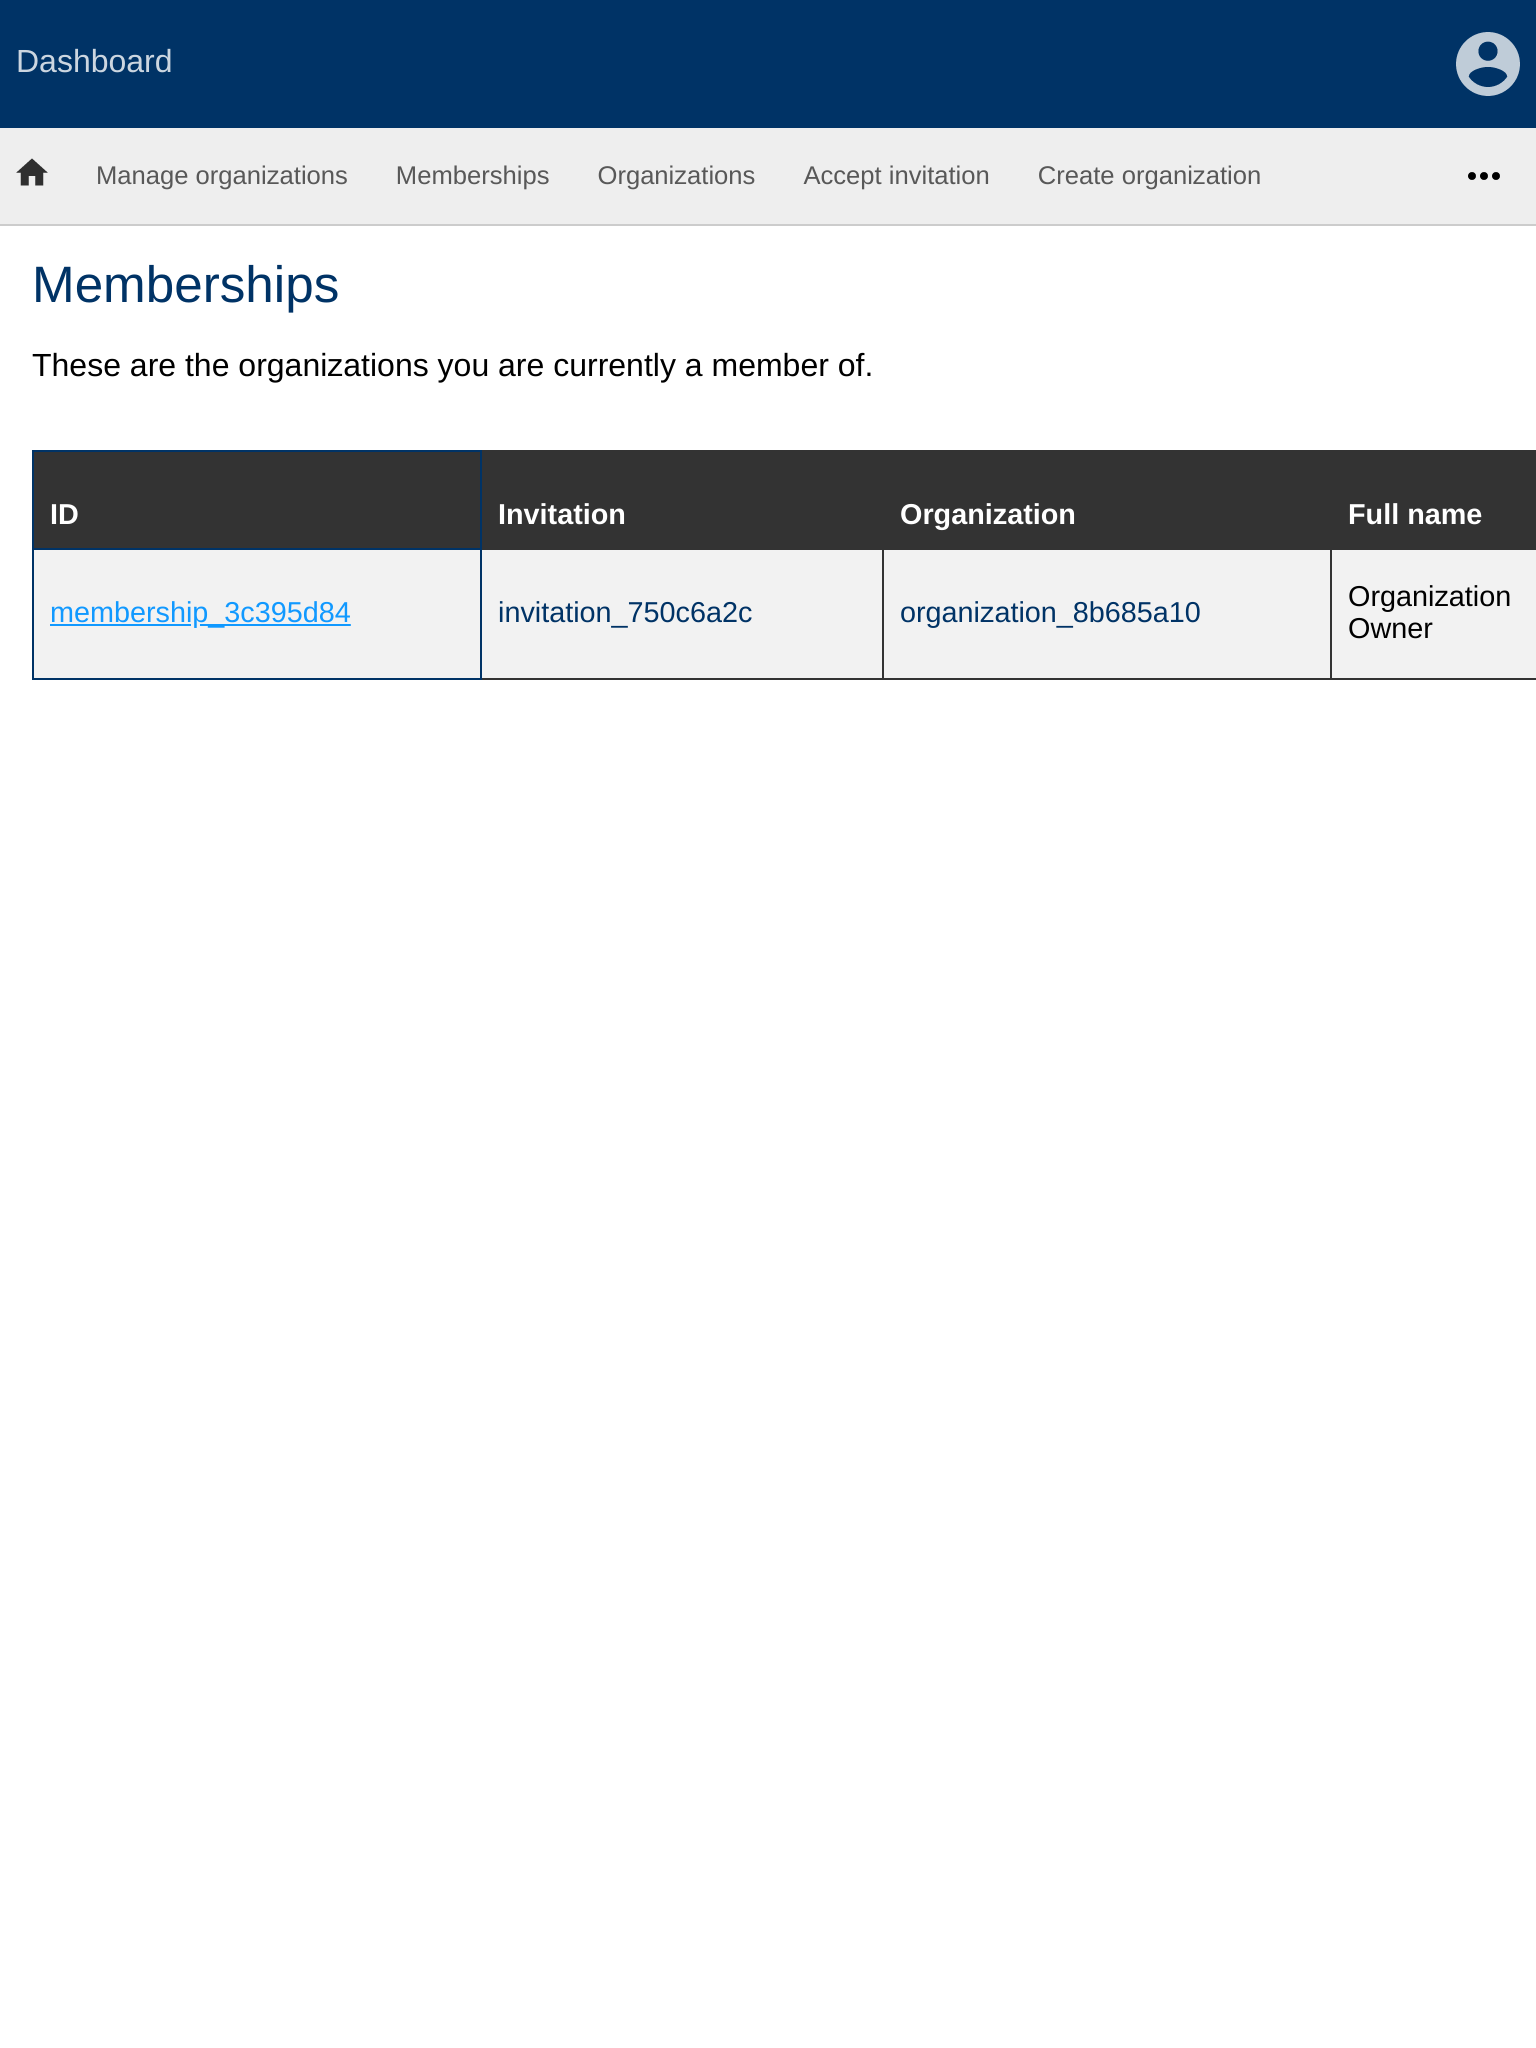 Dashboard
Manage organizations Memberships Organizations Accept invitation Create organization
Memberships
These are the organizations you are currently a member of.
ID Invitation Organization Full name
membership_3c395d84 invitation_750c6a2c organization_8b685a10 Organization
Owner